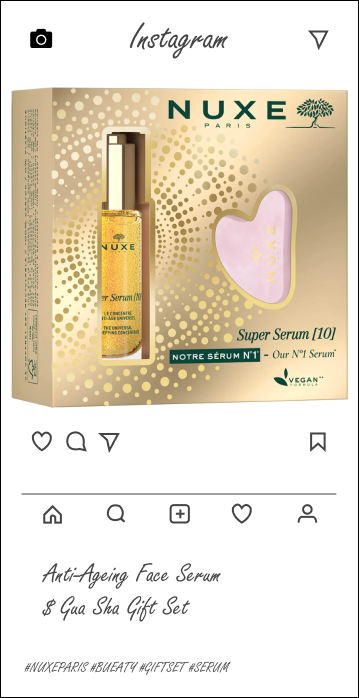 Instagram
NUXE
PARIS
NUXE
Super Serum [10]
Super Serum [10]
NOTRE SÉRUM N°1* - Our N°1 Serum*
VEGAN**
FORMULA
Anti-Ageing Face Serum
$ Gua Sha Gift Set
#NUXEPARIS #BUEATY #GIFTSET #SERUM